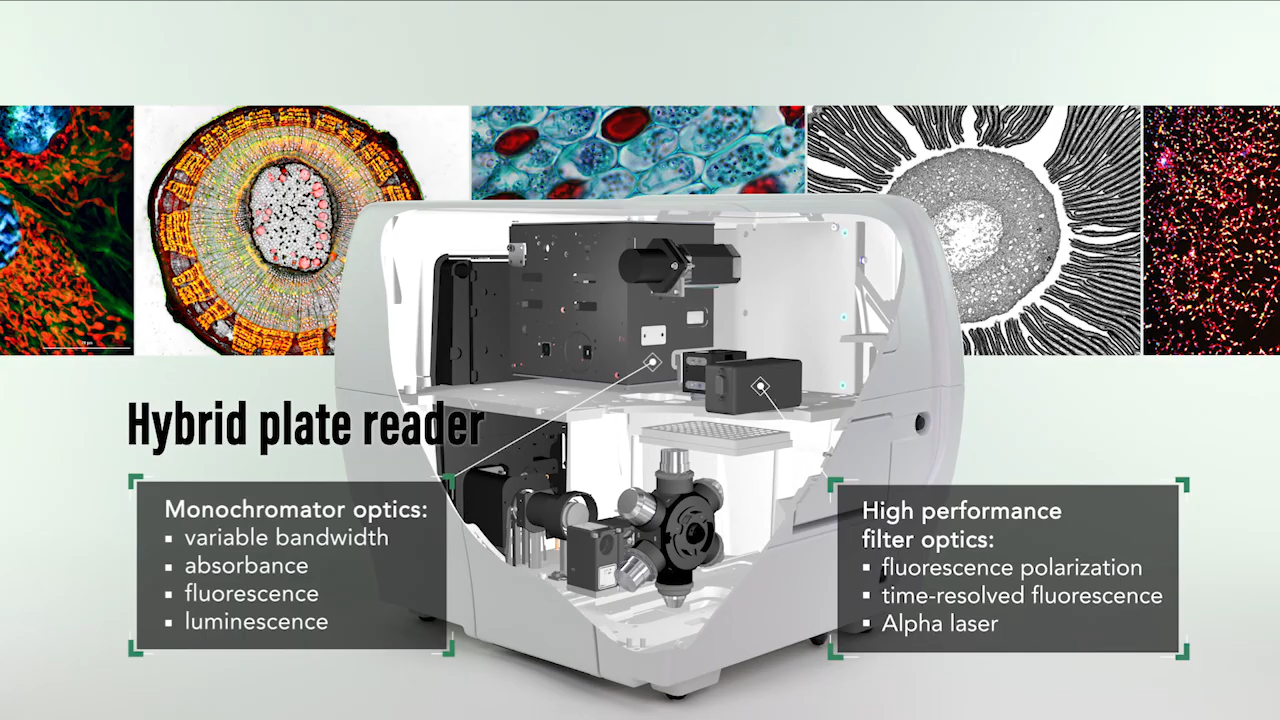 Hybrid plate reader
Monochromator optics:
▪ variable bandwidth
▪ absorbance
▪ fluorescence
▪ luminescence
High performance
filter optics:
▪ fluorescence polarization
▪ time-resolved fluorescence
▪ Alpha laser